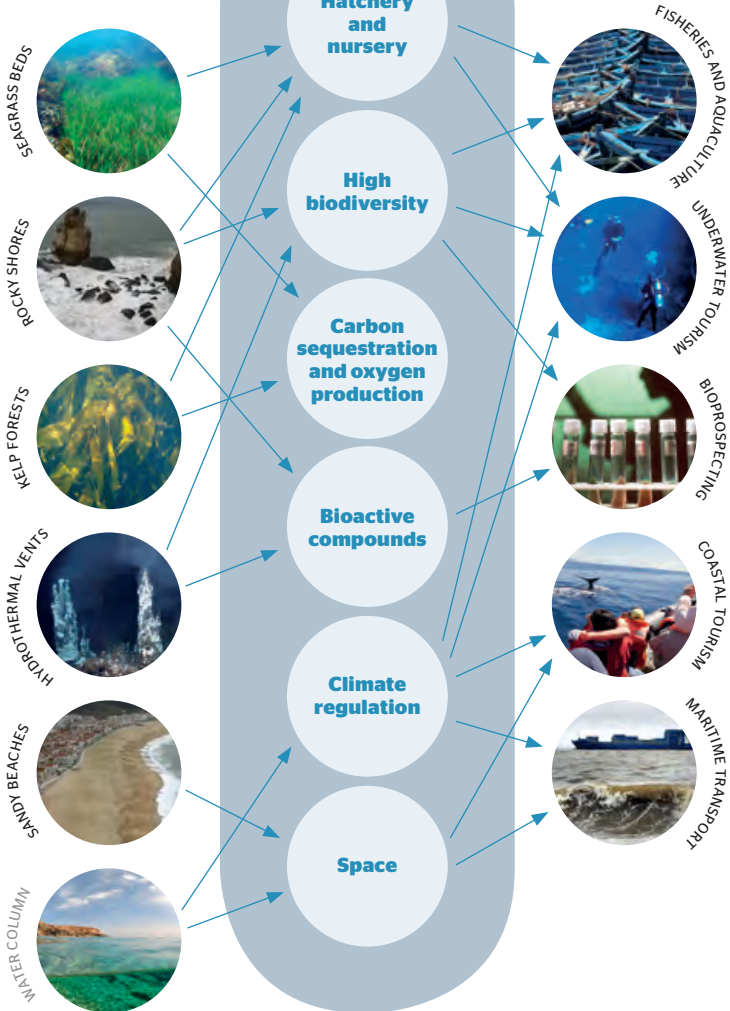 Hatchery
and
nursery
SEAGRASS BEDS
FISHERIES AND AQUACULTURE
High
biodiversity
ROCKY SHORES
UNDERWATER TOURISM
Carbon
sequestration
and oxygen
production
KELP FORESTS
BIOPROSPECTING
Bioactive
compounds
HYDROTHERMAL VENTS
COASTAL TOURISM
Climate
regulation
SANDY BEACHES
MARITIME TRANSPORT
Space
WATER COLUMN